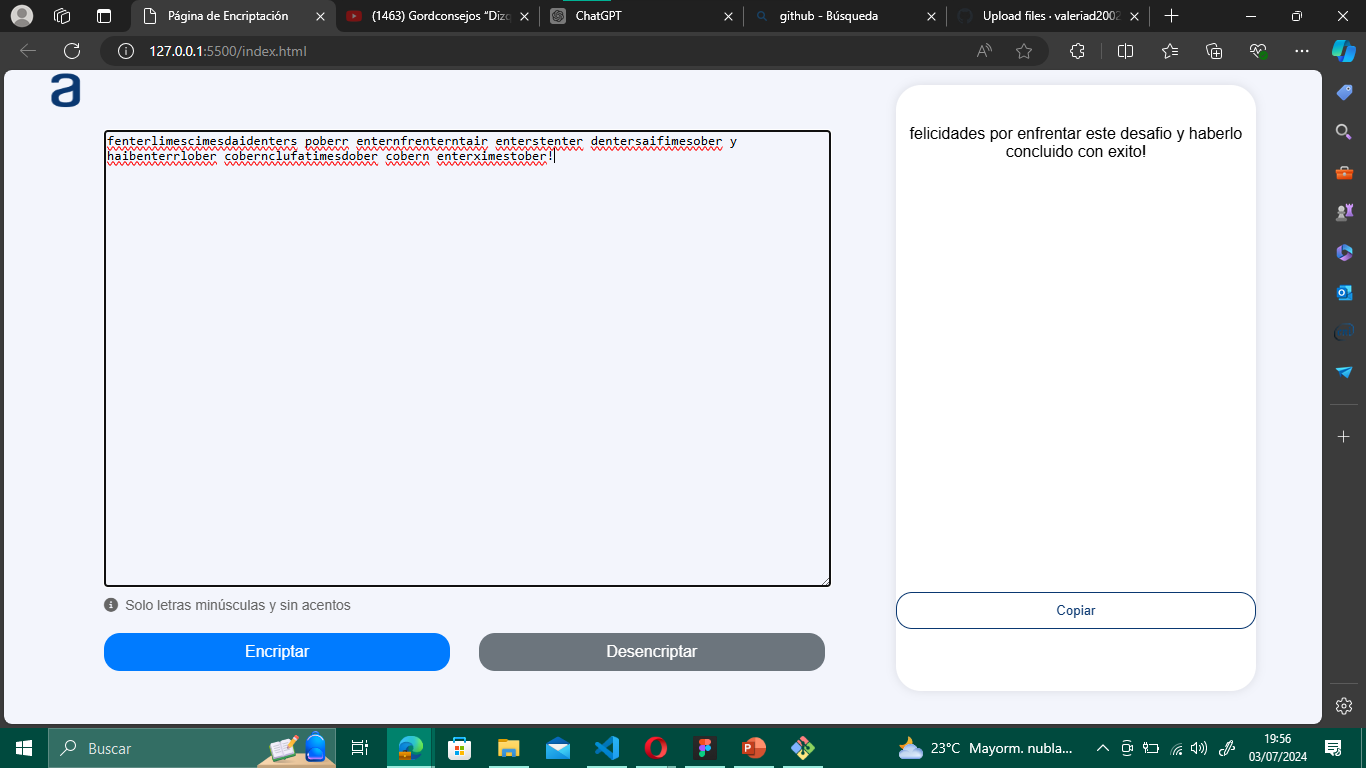 Página de Encriptación
(1463) Gordconsejos “Dizq
ChatGPT
github - Búsqueda
Upload files · valeriad2002
127.0.0.1:5500/index.html
a
fenterlimescimesdaidenters poberr enternfrenterntair enterstenter dentersaifimesober y
haibenterrlober cobernclufatimesdober cobern enterximestober!
Solo letras minúsculas y sin acentos
Encriptar
Desencriptar
felicidades por enfrentar este desafio y haberlo
concluido con exito!
Copiar
Buscar
23°C Mayorm. nubla...
19:56
03/07/2024